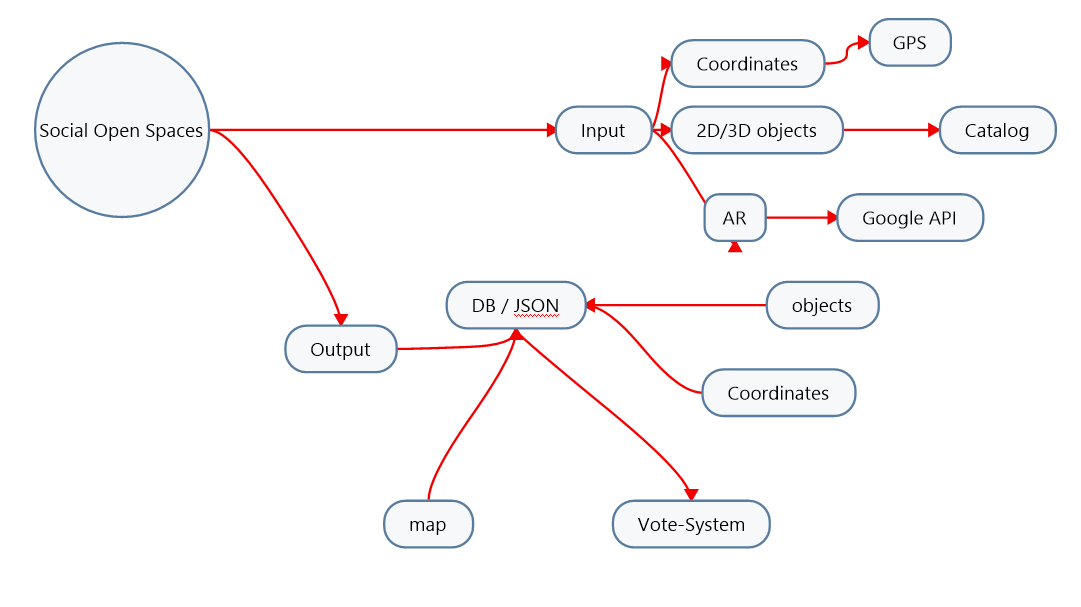 GPS
Coordinates
Social Open Spaces
Input
2D/3D objects
Catalog
AR
Google API
DB / JSON
objects
Output
Coordinates
map
Vote-System